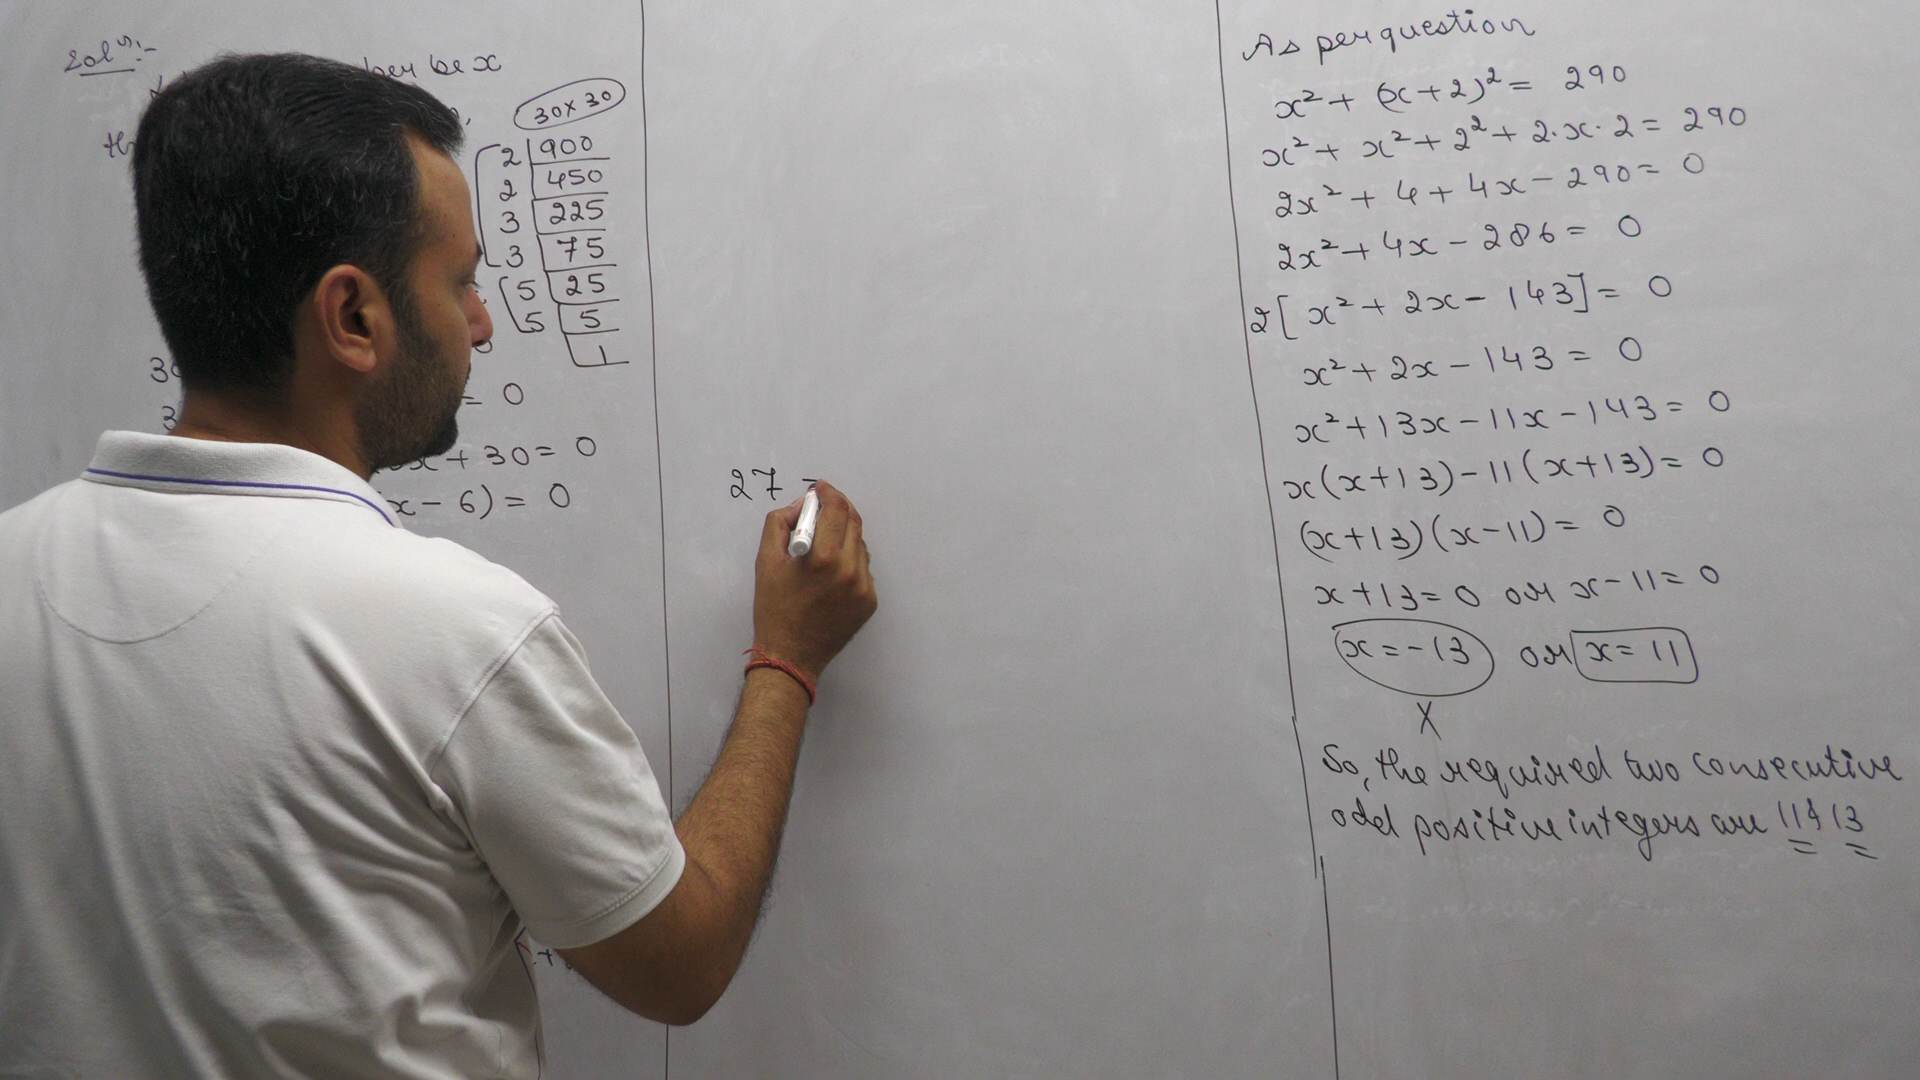 Solⁿ:-
be x
30 x 30
2 | 900
2 | 450
3 | 225
3 | 75
5 | 25
5 | 5
1
= 0
+ 30 = 0
x - 6) = 0
27 =
As per question
x² + (x + 2)² = 290
x² + x² + 2² + 2·x·2 = 290
2x² + 4 + 4x - 290 = 0
2x² + 4x - 286 = 0
2[x² + 2x - 143] = 0
x² + 2x - 143 = 0
x² + 13x - 11x - 143 = 0
x(x + 13) - 11(x + 13) = 0
(x + 13)(x - 11) = 0
x + 13 = 0 or x - 11 = 0
x = -13 or x = 11
X
So, the required two consecutive
odd positive integers are 11 & 13